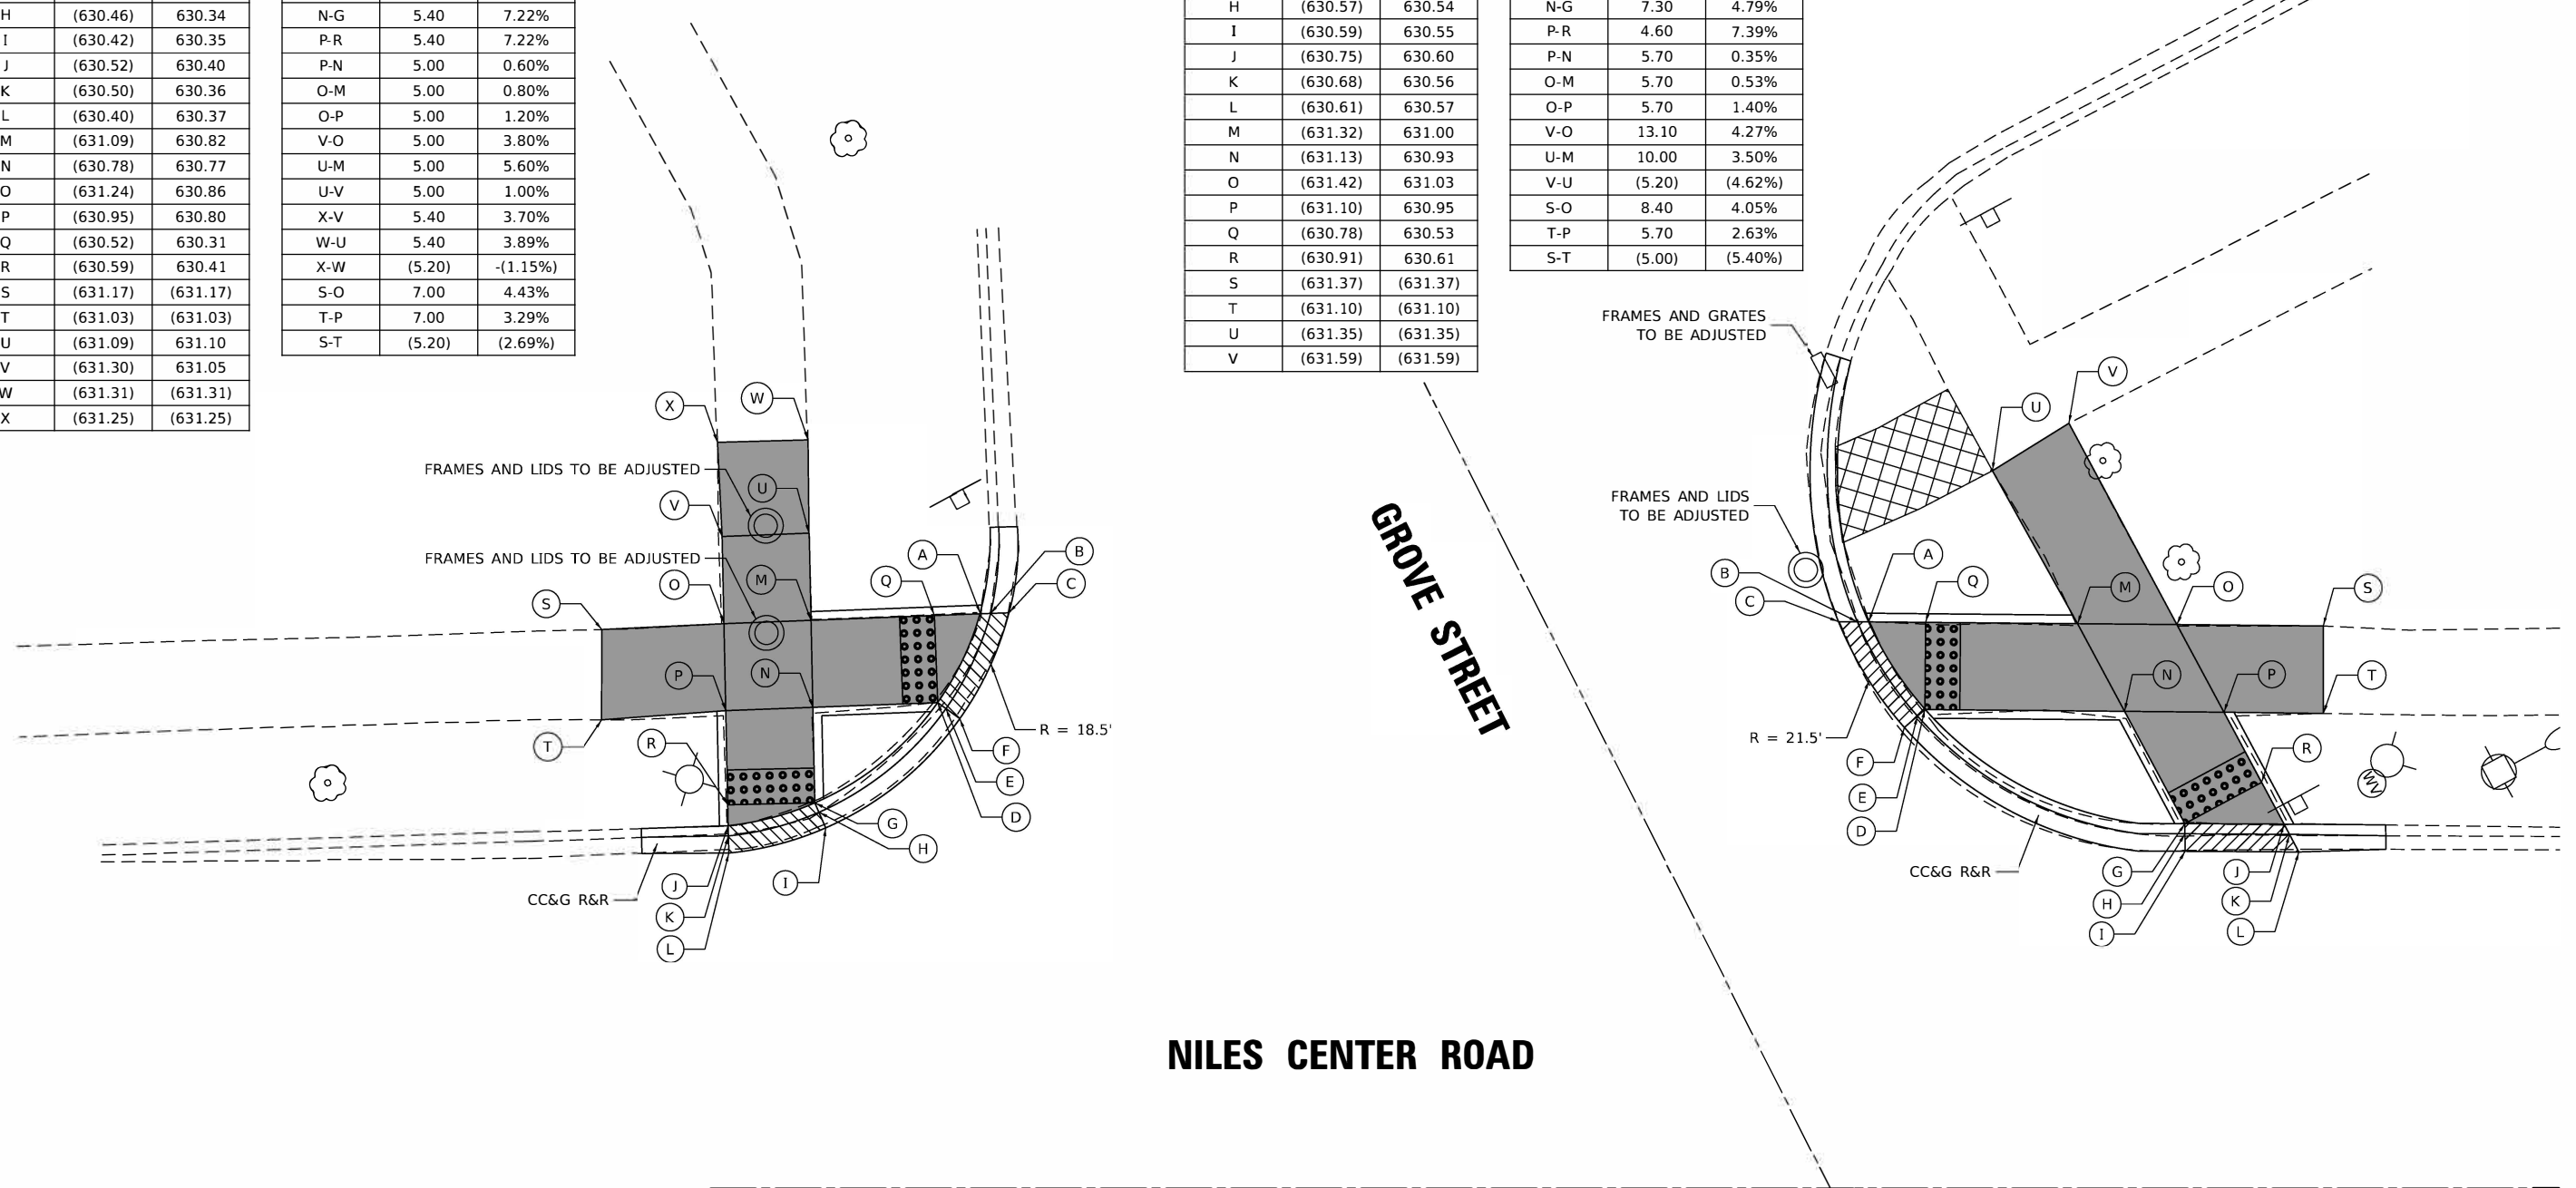 H (630.46) 630.34
I (630.42) 630.35
J (630.52) 630.40
K (630.50) 630.36
L (630.40) 630.37
M (631.09) 630.82
N (630.78) 630.77
O (631.24) 630.86
P (630.95) 630.80
Q (630.52) 630.31
R (630.59) 630.41
S (631.17) (631.17)
T (631.03) (631.03)
U (631.09) 631.10
V (631.30) 631.05
W (631.31) (631.31)
X (631.25) (631.25)
N-G 5.40 7.22%
P-R 5.40 7.22%
P-N 5.00 0.60%
O-M 5.00 0.80%
O-P 5.00 1.20%
V-O 5.00 3.80%
U-M 5.00 5.60%
U-V 5.00 1.00%
X-V 5.40 3.70%
W-U 5.40 3.89%
X-W (5.20) -(1.15%)
S-O 7.00 4.43%
T-P 7.00 3.29%
S-T (5.20) (2.69%)
H (630.57) 630.54
I (630.59) 630.55
J (630.75) 630.60
K (630.68) 630.56
L (630.61) 630.57
M (631.32) 631.00
N (631.13) 630.93
O (631.42) 631.03
P (631.10) 630.95
Q (630.78) 630.53
R (630.91) 630.61
S (631.37) (631.37)
T (631.10) (631.10)
U (631.35) (631.35)
V (631.59) (631.59)
N-G 7.30 4.79%
P-R 4.60 7.39%
P-N 5.70 0.35%
O-M 5.70 0.53%
O-P 5.70 1.40%
V-O 13.10 4.27%
U-M 10.00 3.50%
V-U (5.20) (4.62%)
S-O 8.40 4.05%
T-P 5.70 2.63%
S-T (5.00) (5.40%)
X
W
FRAMES AND LIDS TO BE ADJUSTED
U
V
FRAMES AND LIDS TO BE ADJUSTED
A
B
O
M
Q
C
S
P
N
T
R
R = 18.5'
F
E
D
G
H
J
I
CC&G R&R
K
L
GROVE STREET
NILES CENTER ROAD
FRAMES AND GRATES
TO BE ADJUSTED
V
U
FRAMES AND LIDS
TO BE ADJUSTED
A
B
Q
M
O
S
C
N
P
T
R = 21.5'
R
F
WV
E
D
CC&G R&R
G
J
H
K
I
L